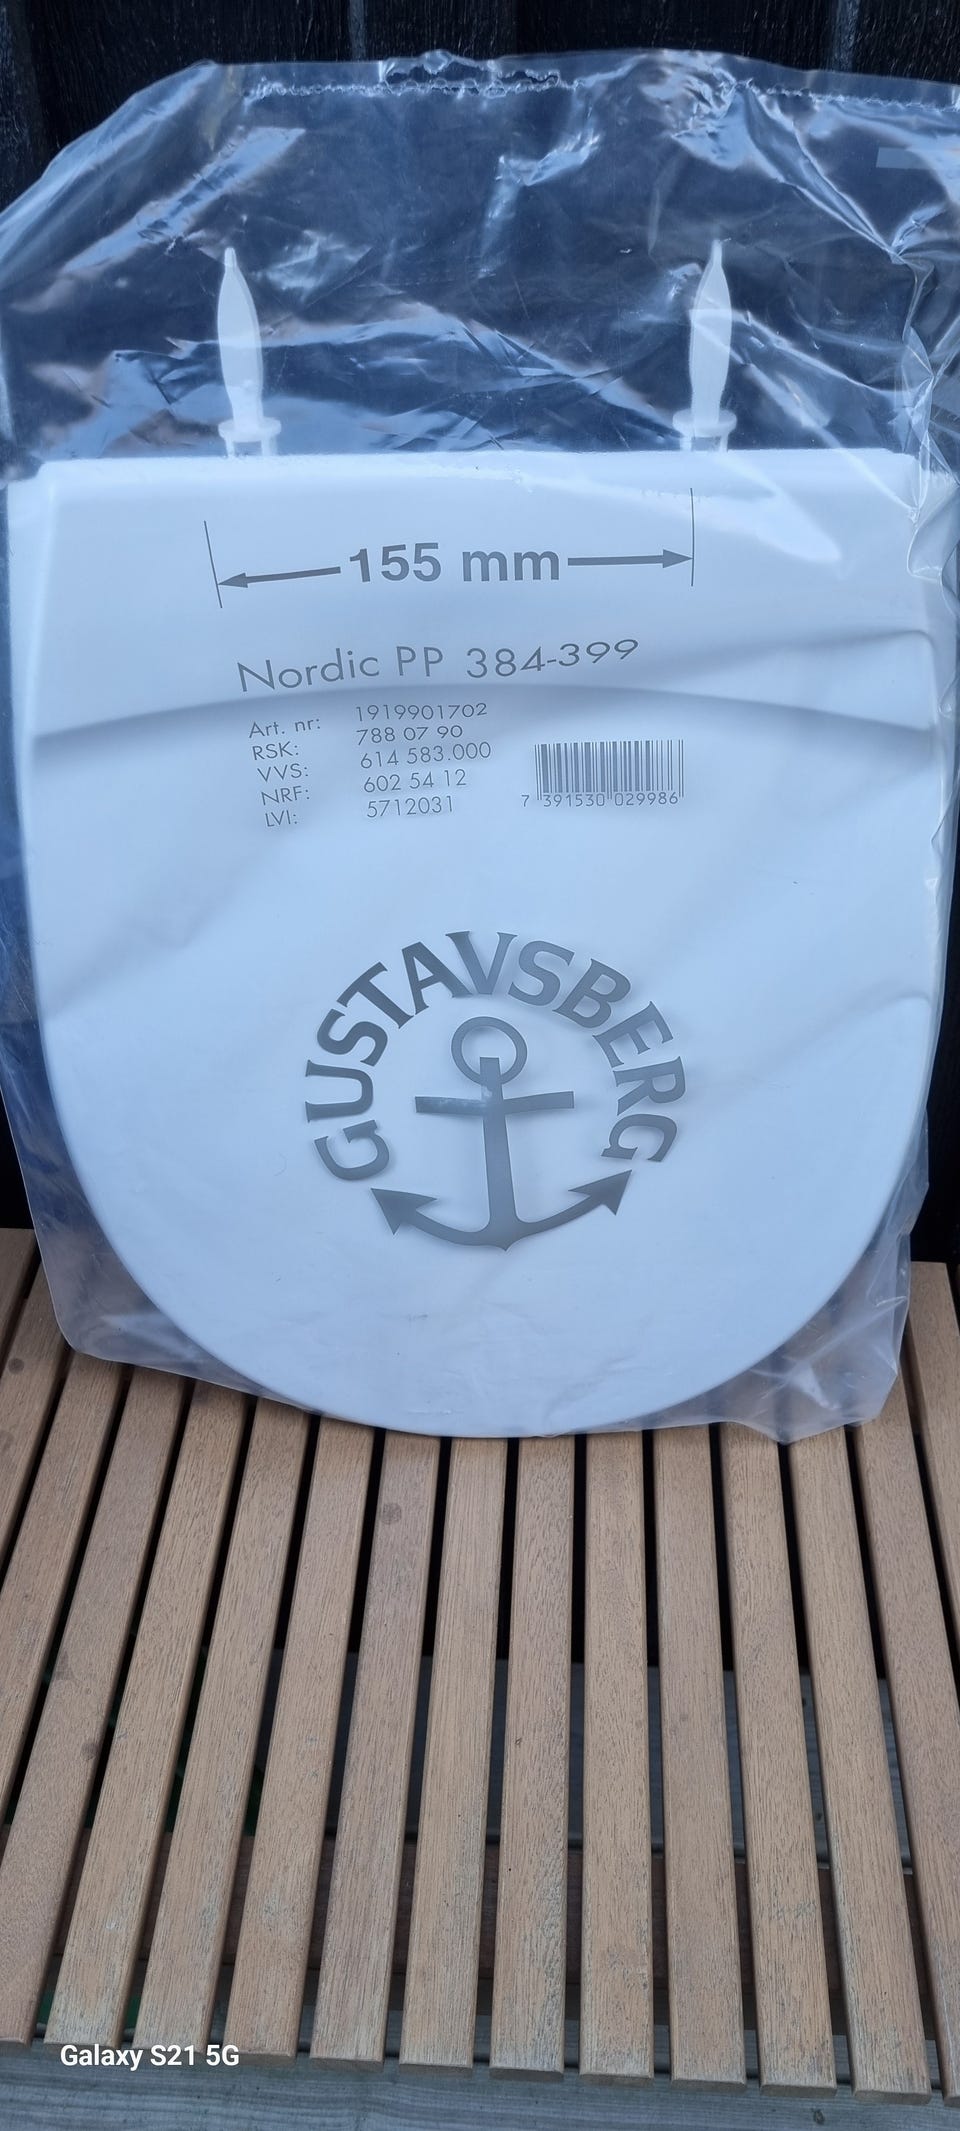 155 mm
Nordic PP 384-399
Art. nr: 1919901702
RSK: 788 07 90
VVS: 614 583.000
NRF: 602 54 12
LVI: 5712031
7 391530 029986
GUSTAVSBERG
Galaxy S21 5G